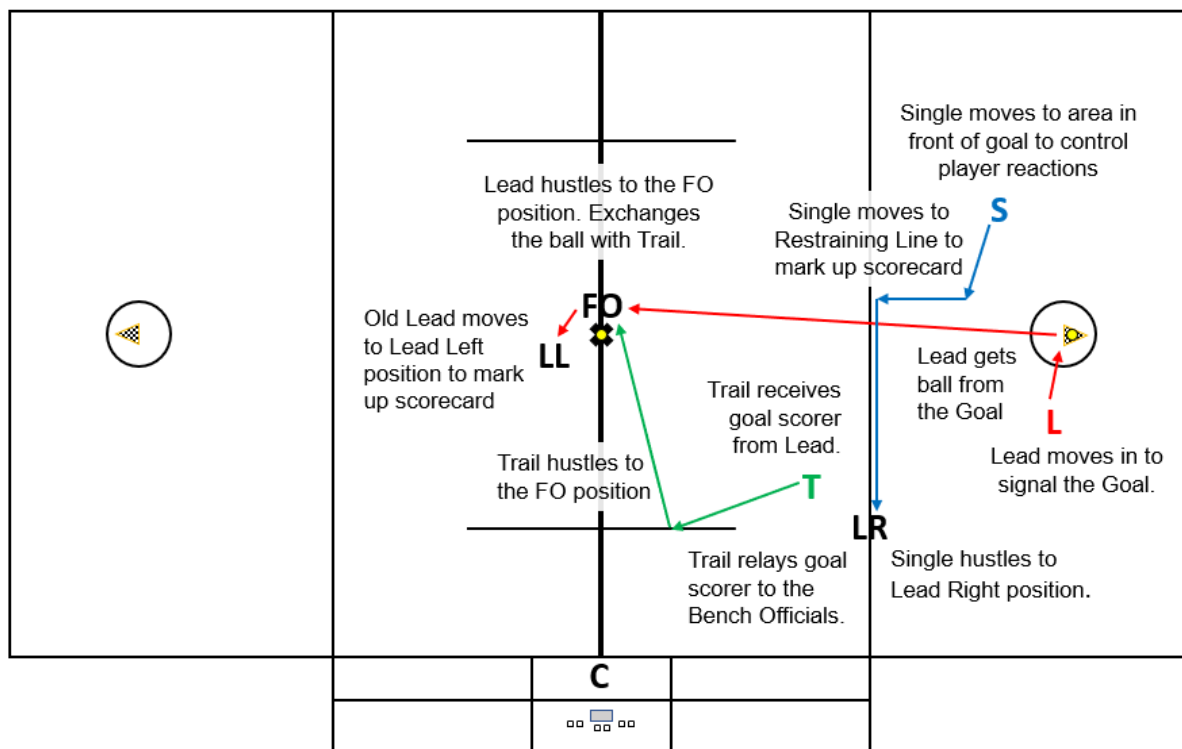 Single moves to area in
front of goal to control
player reactions
S
Lead hustles to the FO
position. Exchanges
the ball with Trail.
Single moves to
Restraining Line to
mark up scorecard
FO
LL
Old Lead moves
to Lead Left
position to mark
up scorecard
Lead gets
ball from
the Goal
L
Lead moves in to
signal the Goal.
Trail receives
goal scorer
from Lead.
T
Trail hustles to
the FO position
LR
Trail relays goal
scorer to the
Bench Officials.
Single hustles to
Lead Right position.
C